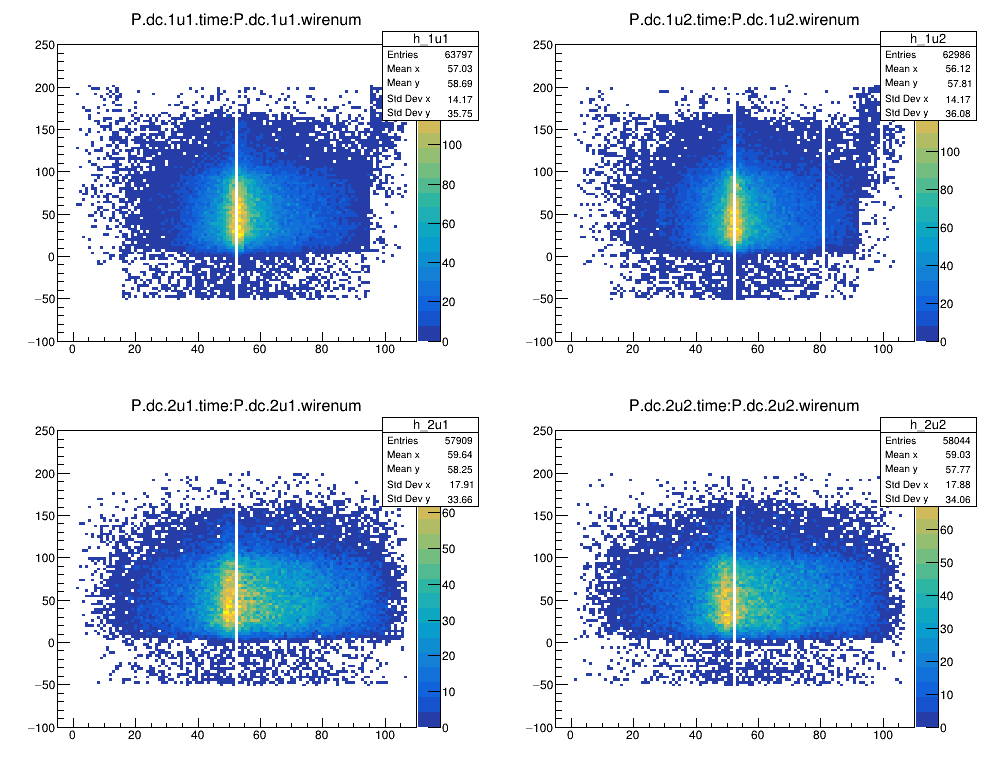 P.dc.1u1.time:P.dc.1u1.wirenum
h_1u1
Entries 63797
Mean x 57.03
Mean y 58.69
Std Dev x 14.17
Std Dev y 35.75
250
200
150
100
50
0
−50
−100
0 20 40 60 80 100
100
80
60
40
20
0
P.dc.1u2.time:P.dc.1u2.wirenum
h_1u2
Entries 62986
Mean x 56.12
Mean y 57.81
Std Dev x 14.17
Std Dev y 36.08
250
200
150
100
50
0
−50
−100
0 20 40 60 80 100
100
80
60
40
20
0
P.dc.2u1.time:P.dc.2u1.wirenum
h_2u1
Entries 57909
Mean x 59.64
Mean y 58.25
Std Dev x 17.91
Std Dev y 33.66
250
200
150
100
50
0
−50
−100
0 20 40 60 80 100
60
50
40
30
20
10
0
P.dc.2u2.time:P.dc.2u2.wirenum
h_2u2
Entries 58044
Mean x 59.03
Mean y 57.77
Std Dev x 17.88
Std Dev y 34.06
250
200
150
100
50
0
−50
−100
0 20 40 60 80 100
60
50
40
30
20
10
0